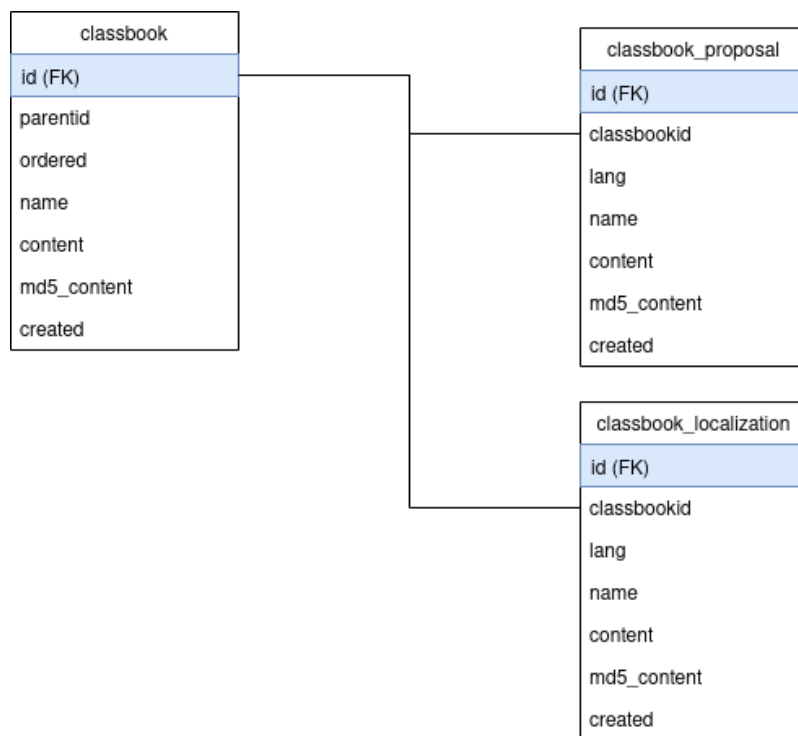 classbook
id (FK)
parentid
ordered
name
content
md5_content
created
classbook_proposal
id (FK)
classbookid
lang
name
content
md5_content
created
classbook_localization
id (FK)
classbookid
lang
name
content
md5_content
created